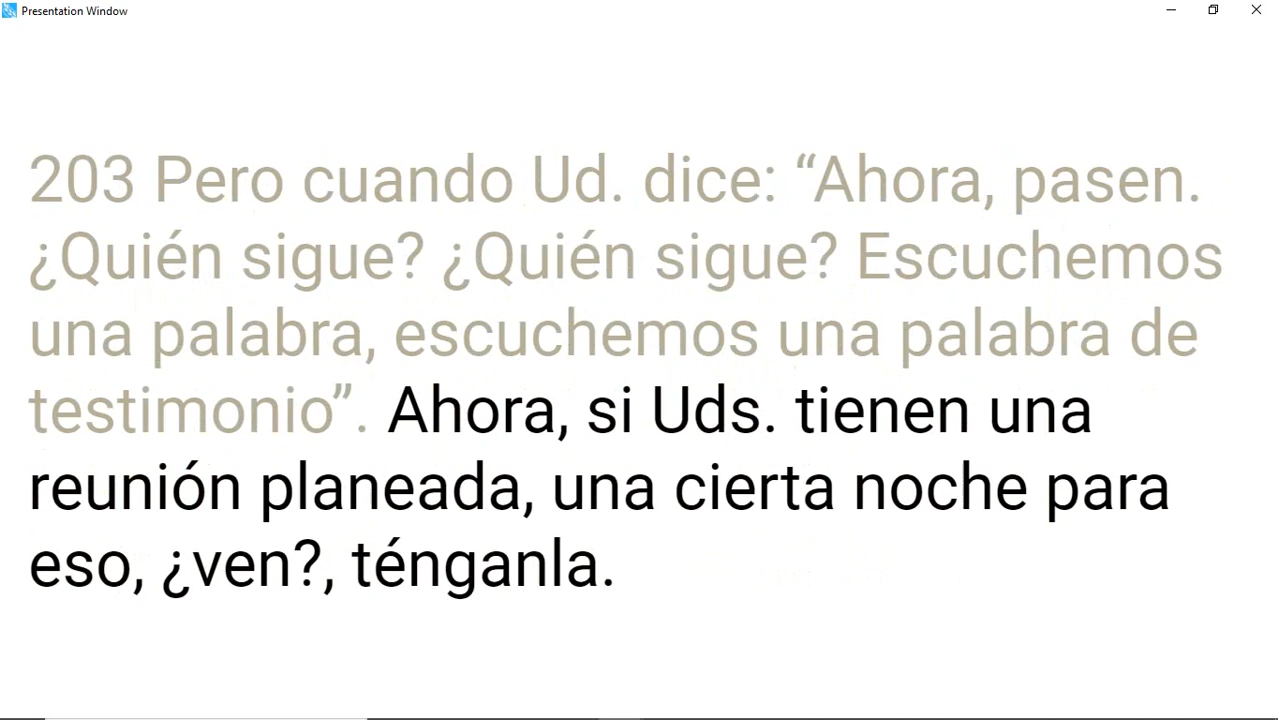 Presentation Window
203 Pero cuando Ud. dice: “Ahora, pasen.
¿Quién sigue? ¿Quién sigue? Escuchemos
una palabra, escuchemos una palabra de
testimonio”. Ahora, si Uds. tienen una
reunión planeada, una cierta noche para
eso, ¿ven?, ténganla.